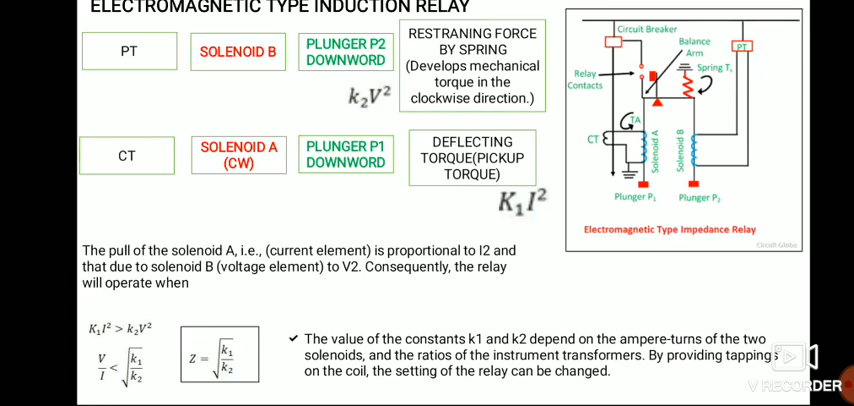 ELECTROMAGNETIC TYPE INDUCTION RELAY
PT
SOLENOID B
PLUNGER P2
DOWNWORD
RESTRANING FORCE
BY SPRING
(Develops mechanical
torque in the
clockwise direction.)
k₂V²
CT
SOLENOID A
(CW)
PLUNGER P1
DOWNWORD
DEFLECTING
TORQUE(PICKUP
TORQUE)
K₁I²
Circuit Breaker
Balance
Arm
PT
Spring T₁
Relay
Contacts
TA
CT
Solenoid A
Solenoid B
Plunger P₁
Plunger P₂
Electromagnetic Type Impedance Relay
Circuit Globe
The pull of the solenoid A, i.e., (current element) is proportional to I2 and
that due to solenoid B (voltage element) to V2. Consequently, the relay
will operate when
K₁I² > k₂V²
V/I < √(k₁/k₂)
Z = √(k₁/k₂)
✓ The value of the constants k1 and k2 depend on the ampere-turns of the two
solenoids, and the ratios of the instrument transformers. By providing tappings
on the coil, the setting of the relay can be changed.
V RECORDER